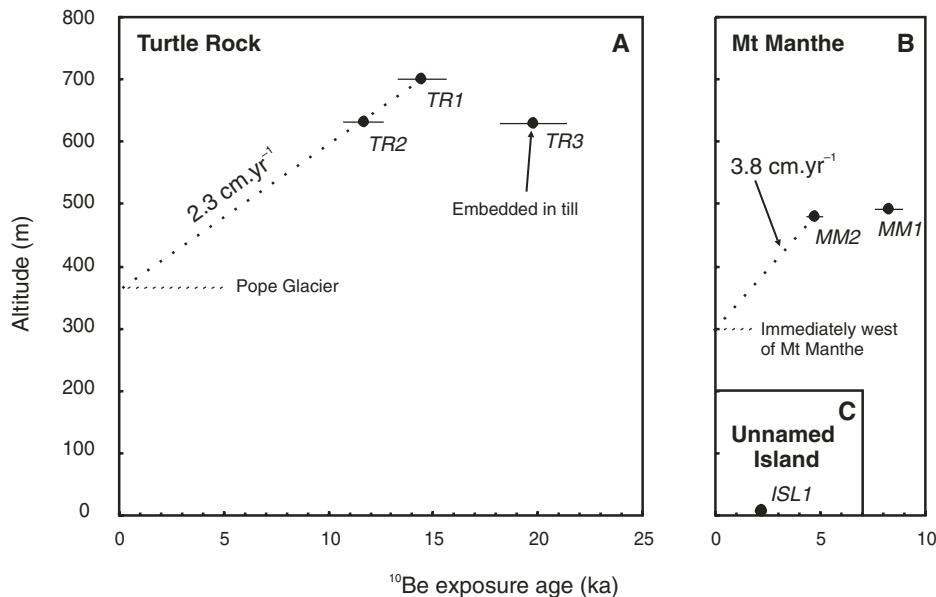 Turtle Rock
A
800
700
600
500
400
300
200
100
0
Altitude (m)
TR1
TR2
TR3
2.3 cm.yr⁻¹
Embedded in till
Pope Glacier
0
5
10
15
20
25
Mt Manthe
B
3.8 cm.yr⁻¹
MM2
MM1
Immediately west
of Mt Manthe
C
Unnamed
Island
ISL1
0
5
10
¹⁰Be exposure age (ka)